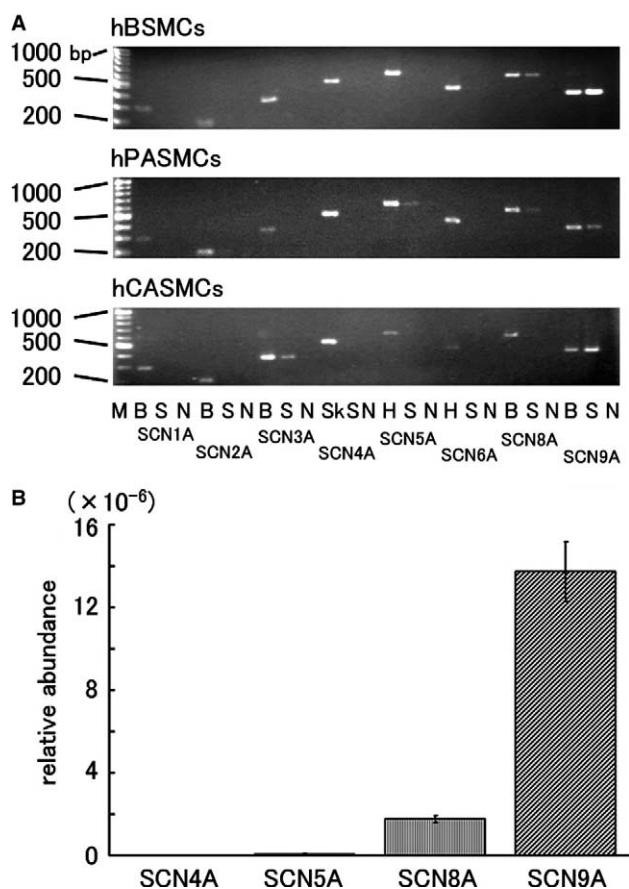 A
hBSMCs
1000 bp
500
200
hPASMCs
1000
500
200
hCASMCs
1000
500
200
M B S N B S N B S N Sk S N H S N H S N B S N B S N
SCN1A SCN2A SCN3A SCN4A SCN5A SCN6A SCN8A SCN9A
B
(×10⁻⁶)
16
12
8
4
0
relative abundance
SCN4A SCN5A SCN8A SCN9A